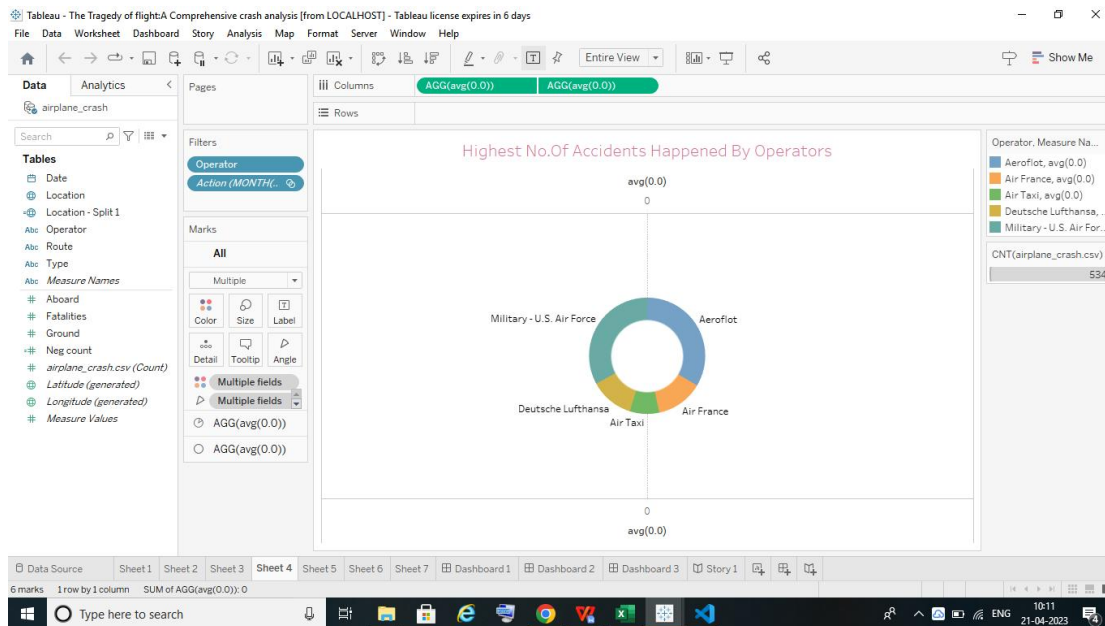 Tableau - The Tragedy of flight:A Comprehensive crash analysis [from LOCALHOST] - Tableau license expires in 6 days
File Data Worksheet Dashboard Story Analysis Map Format Server Window Help
Entire View
Show Me
Data Analytics
airplane_crash
Search
Tables
Date
Location
Location - Split 1
Abc Operator
Abc Route
Abc Type
Abc Measure Names
# Aboard
# Fatalities
# Ground
# Neg count
# airplane_crash.csv (Count)
Latitude (generated)
Longitude (generated)
# Measure Values
Pages
Filters
Operator
Action (MONTH(..
Marks
All
Multiple
Color Size Label
Detail Tooltip Angle
Multiple fields
Multiple fields
AGG(avg(0.0))
AGG(avg(0.0))
Columns AGG(avg(0.0)) AGG(avg(0.0))
Rows
Highest No.Of Accidents Happened By Operators
avg(0.0)
0
Military - U.S. Air Force
Aeroflot
Deutsche Lufthansa
Air France
Air Taxi
0
avg(0.0)
Operator, Measure Na...
Aeroflot, avg(0.0)
Air France, avg(0.0)
Air Taxi, avg(0.0)
Deutsche Lufthansa, ..
Military - U.S. Air For..
CNT(airplane_crash.csv)
534
Data Source Sheet 1 Sheet 2 Sheet 3 Sheet 4 Sheet 5 Sheet 6 Sheet 7 Dashboard 1 Dashboard 2 Dashboard 3 Story 1
6 marks 1 row by 1 column SUM of AGG(avg(0.0)): 0
Type here to search
ENG
10:11
21-04-2023
4